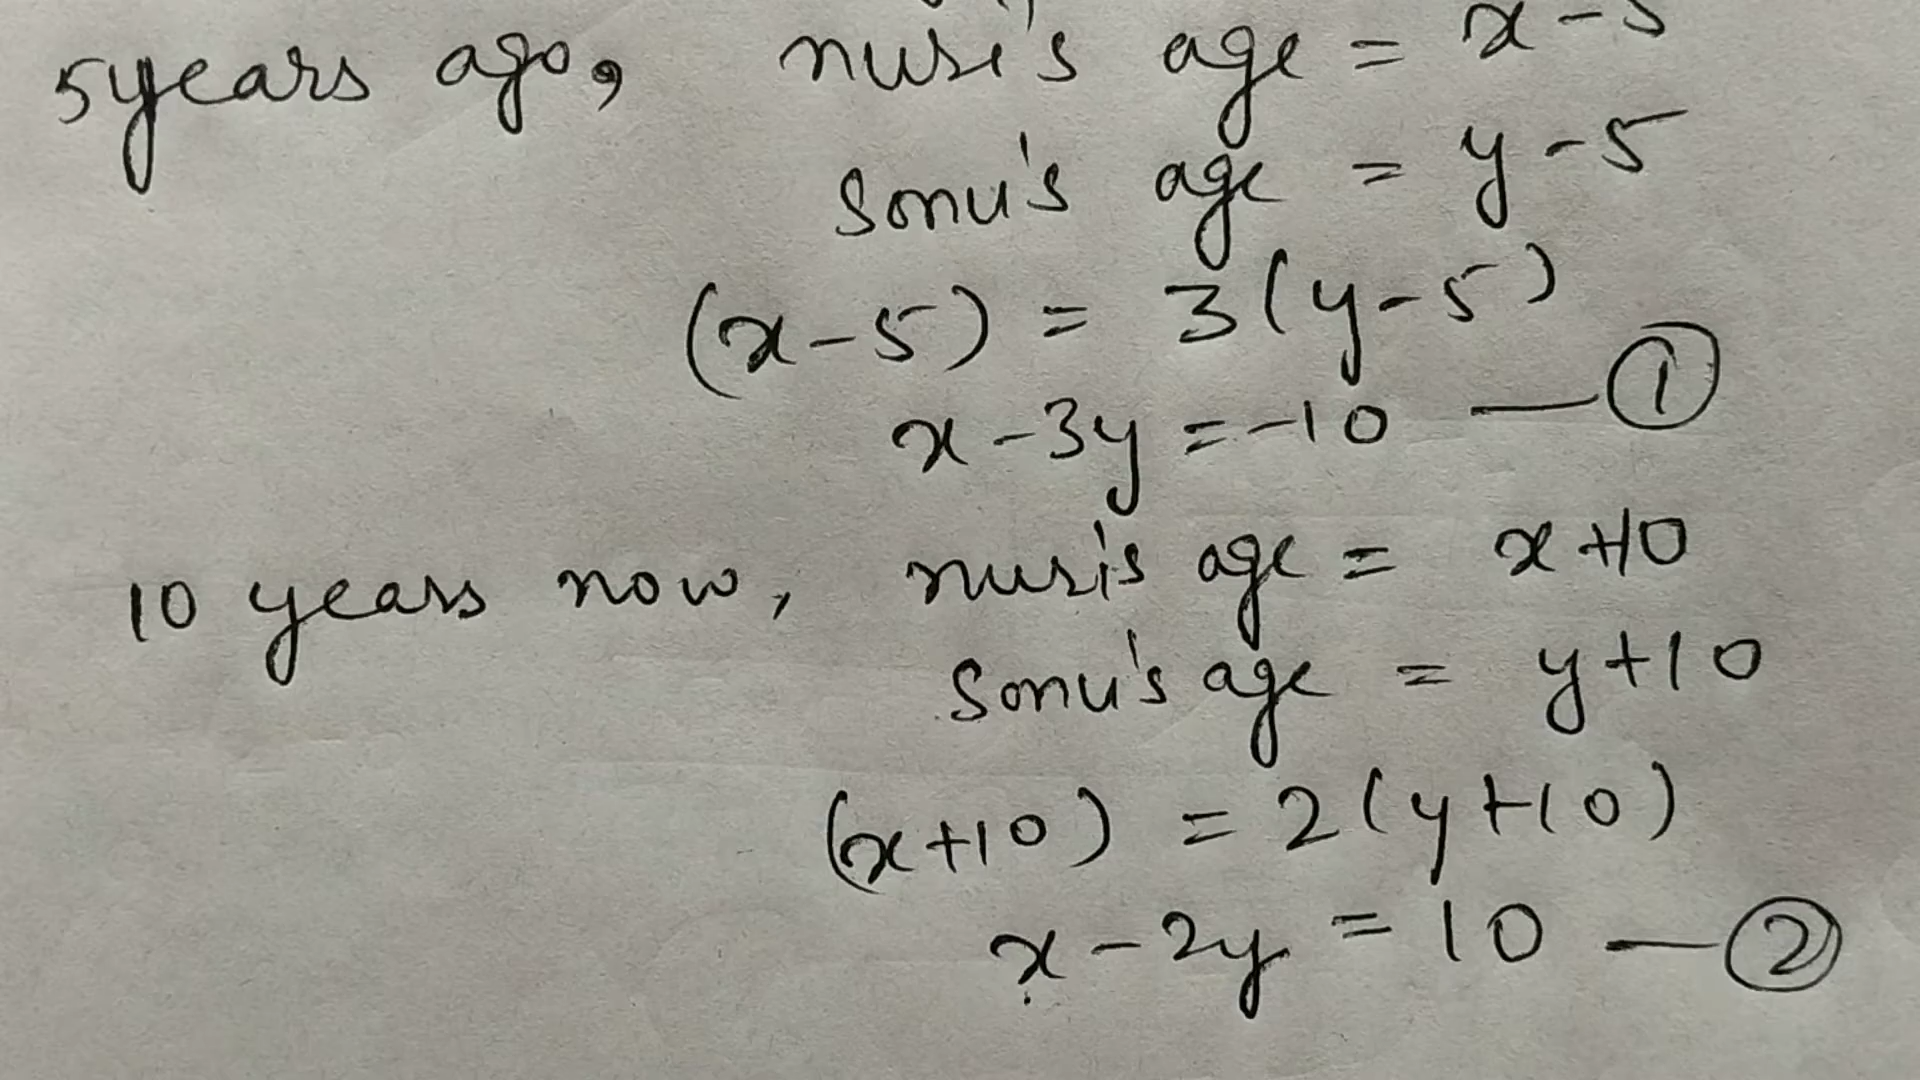 5years ago, nuri's age = x-5
Sonu's age = y-5
(x-5) = 3(y-5)
x-3y = -10 — ①
10 years now, nuri's age = x+10
Sonu's age = y+10
(x+10) = 2(y+10)
x-2y = 10 — ②